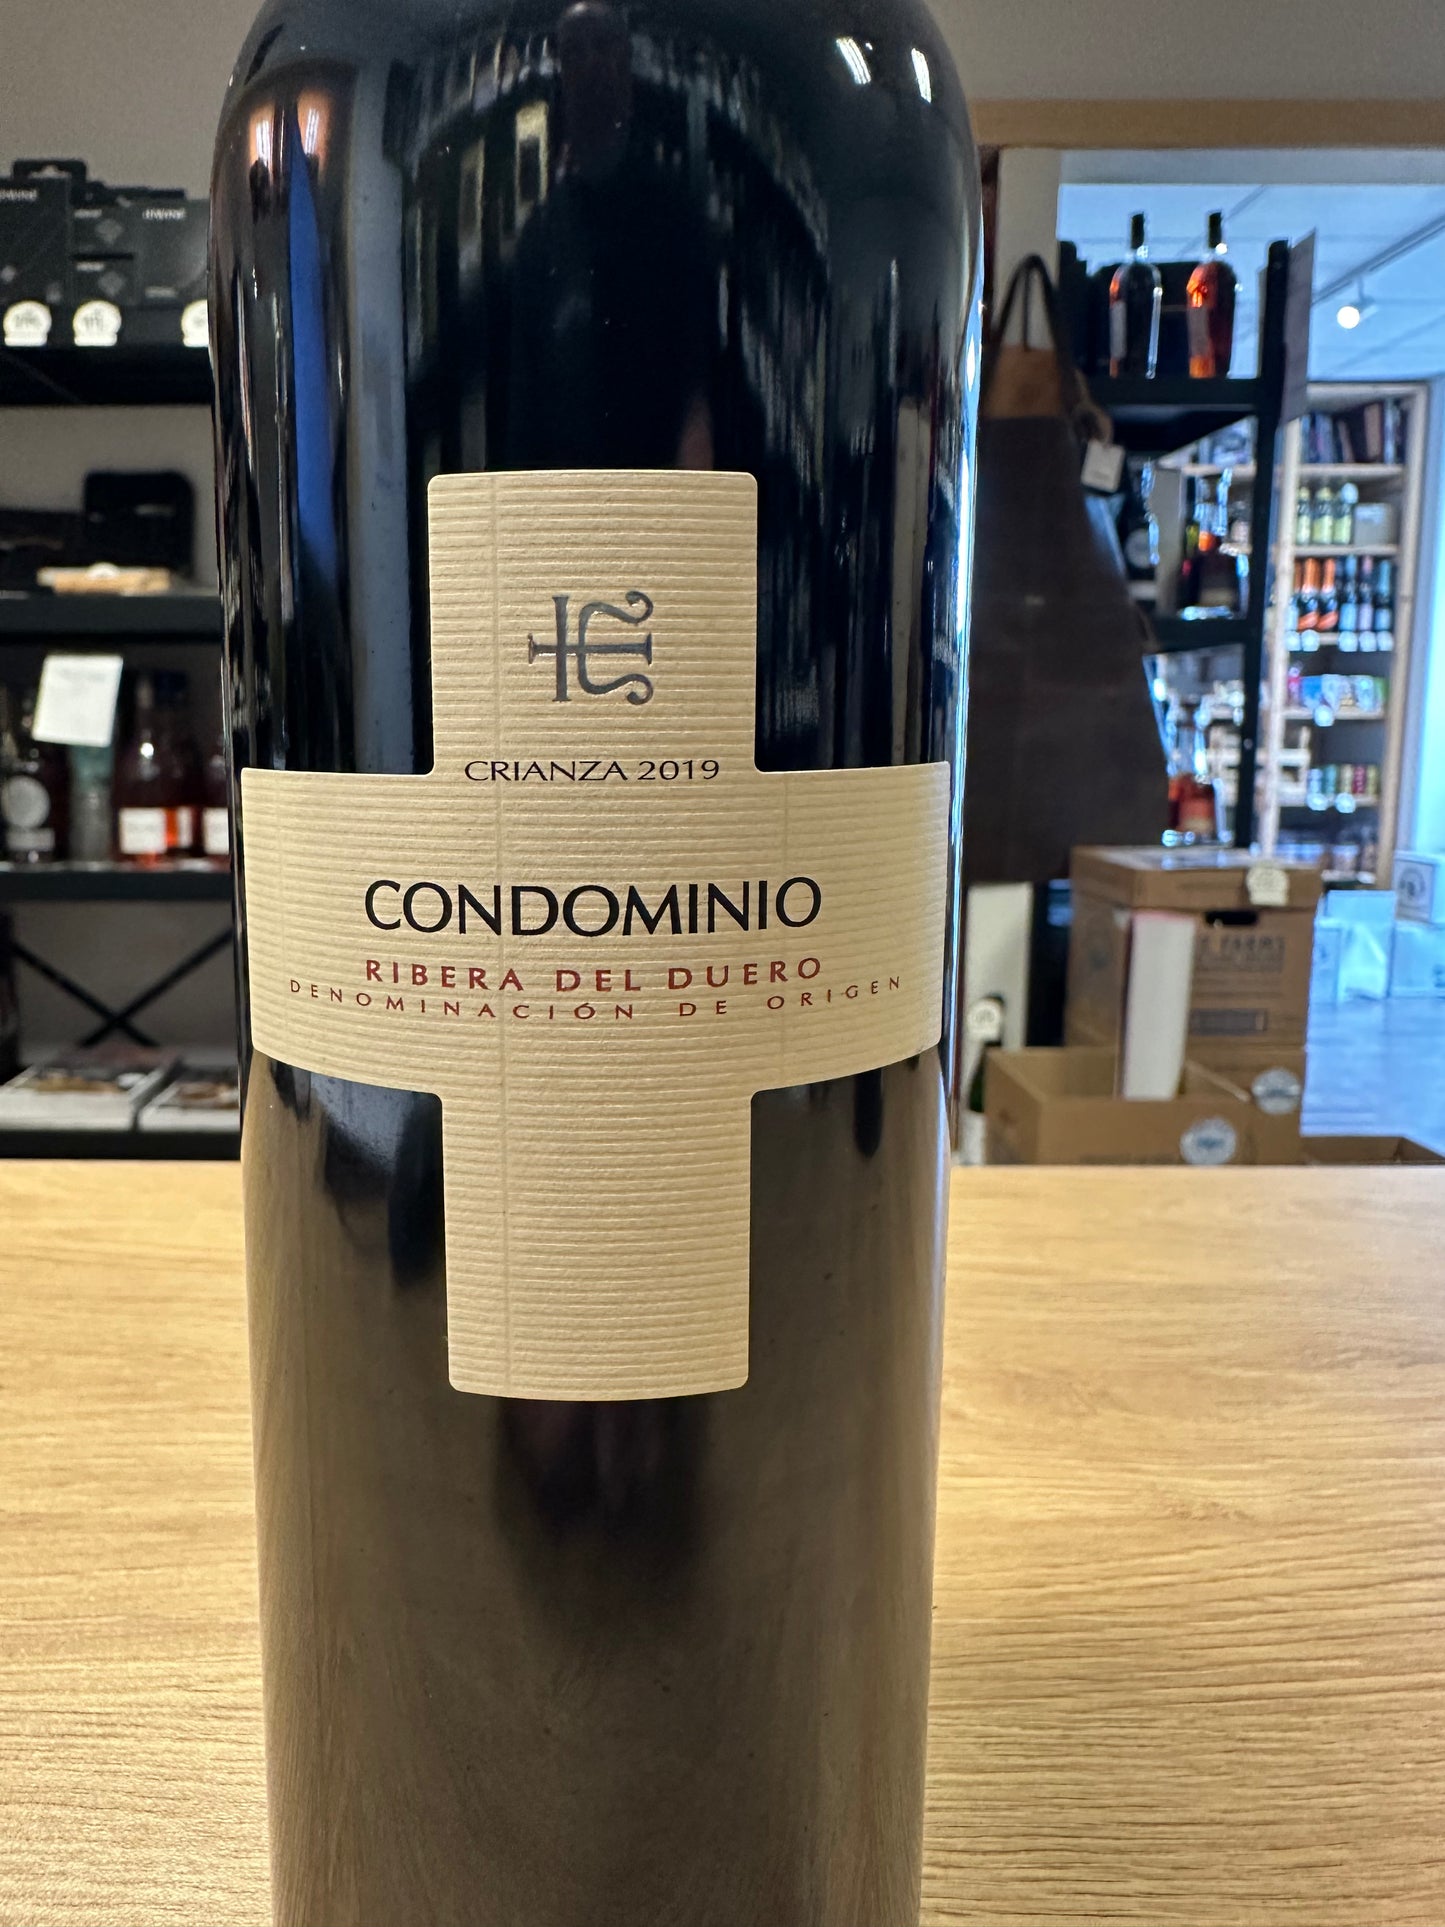 CRIANZA 2019
CONDOMINIO
RIBERA DEL DUERO
DENOMINACIÓN DE ORIGEN